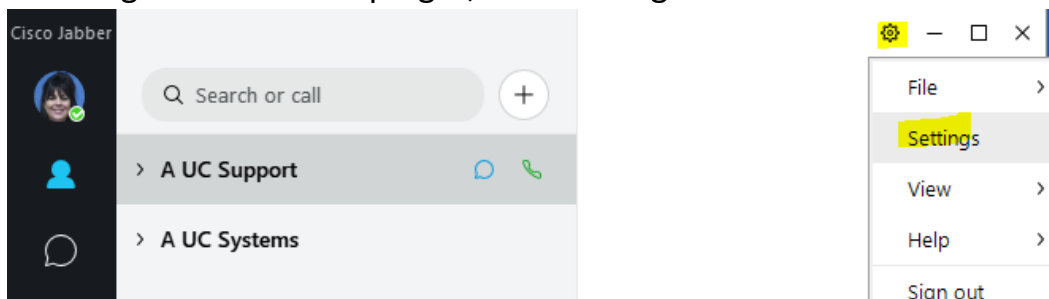 Cisco Jabber
Search or call
A UC Support
A UC Systems
File
Settings
View
Help
Sign out